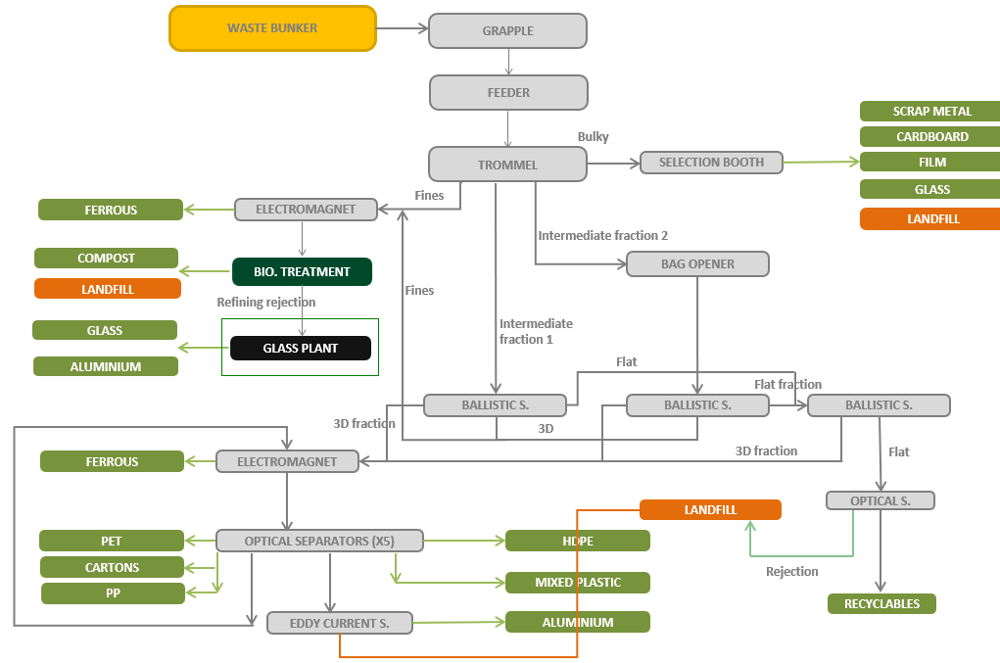 WASTE BUNKER
GRAPPLE
FEEDER
SCRAP METAL
Bulky
CARDBOARD
TROMMEL
SELECTION BOOTH
FILM
GLASS
Fines
FERROUS
ELECTROMAGNET
LANDFILL
Intermediate fraction 2
COMPOST
BIO. TREATMENT
BAG OPENER
LANDFILL
Fines
Refining rejection
GLASS
Intermediate
fraction 1
GLASS PLANT
ALUMINIUM
Flat
Flat fraction
BALLISTIC S.
BALLISTIC S.
BALLISTIC S.
3D fraction
3D
3D fraction
Flat
FERROUS
ELECTROMAGNET
OPTICAL S.
LANDFILL
PET
OPTICAL SEPARATORS (X5)
HDPE
CARTONS
Rejection
MIXED PLASTIC
PP
RECYCLABLES
EDDY CURRENT S.
ALUMINIUM